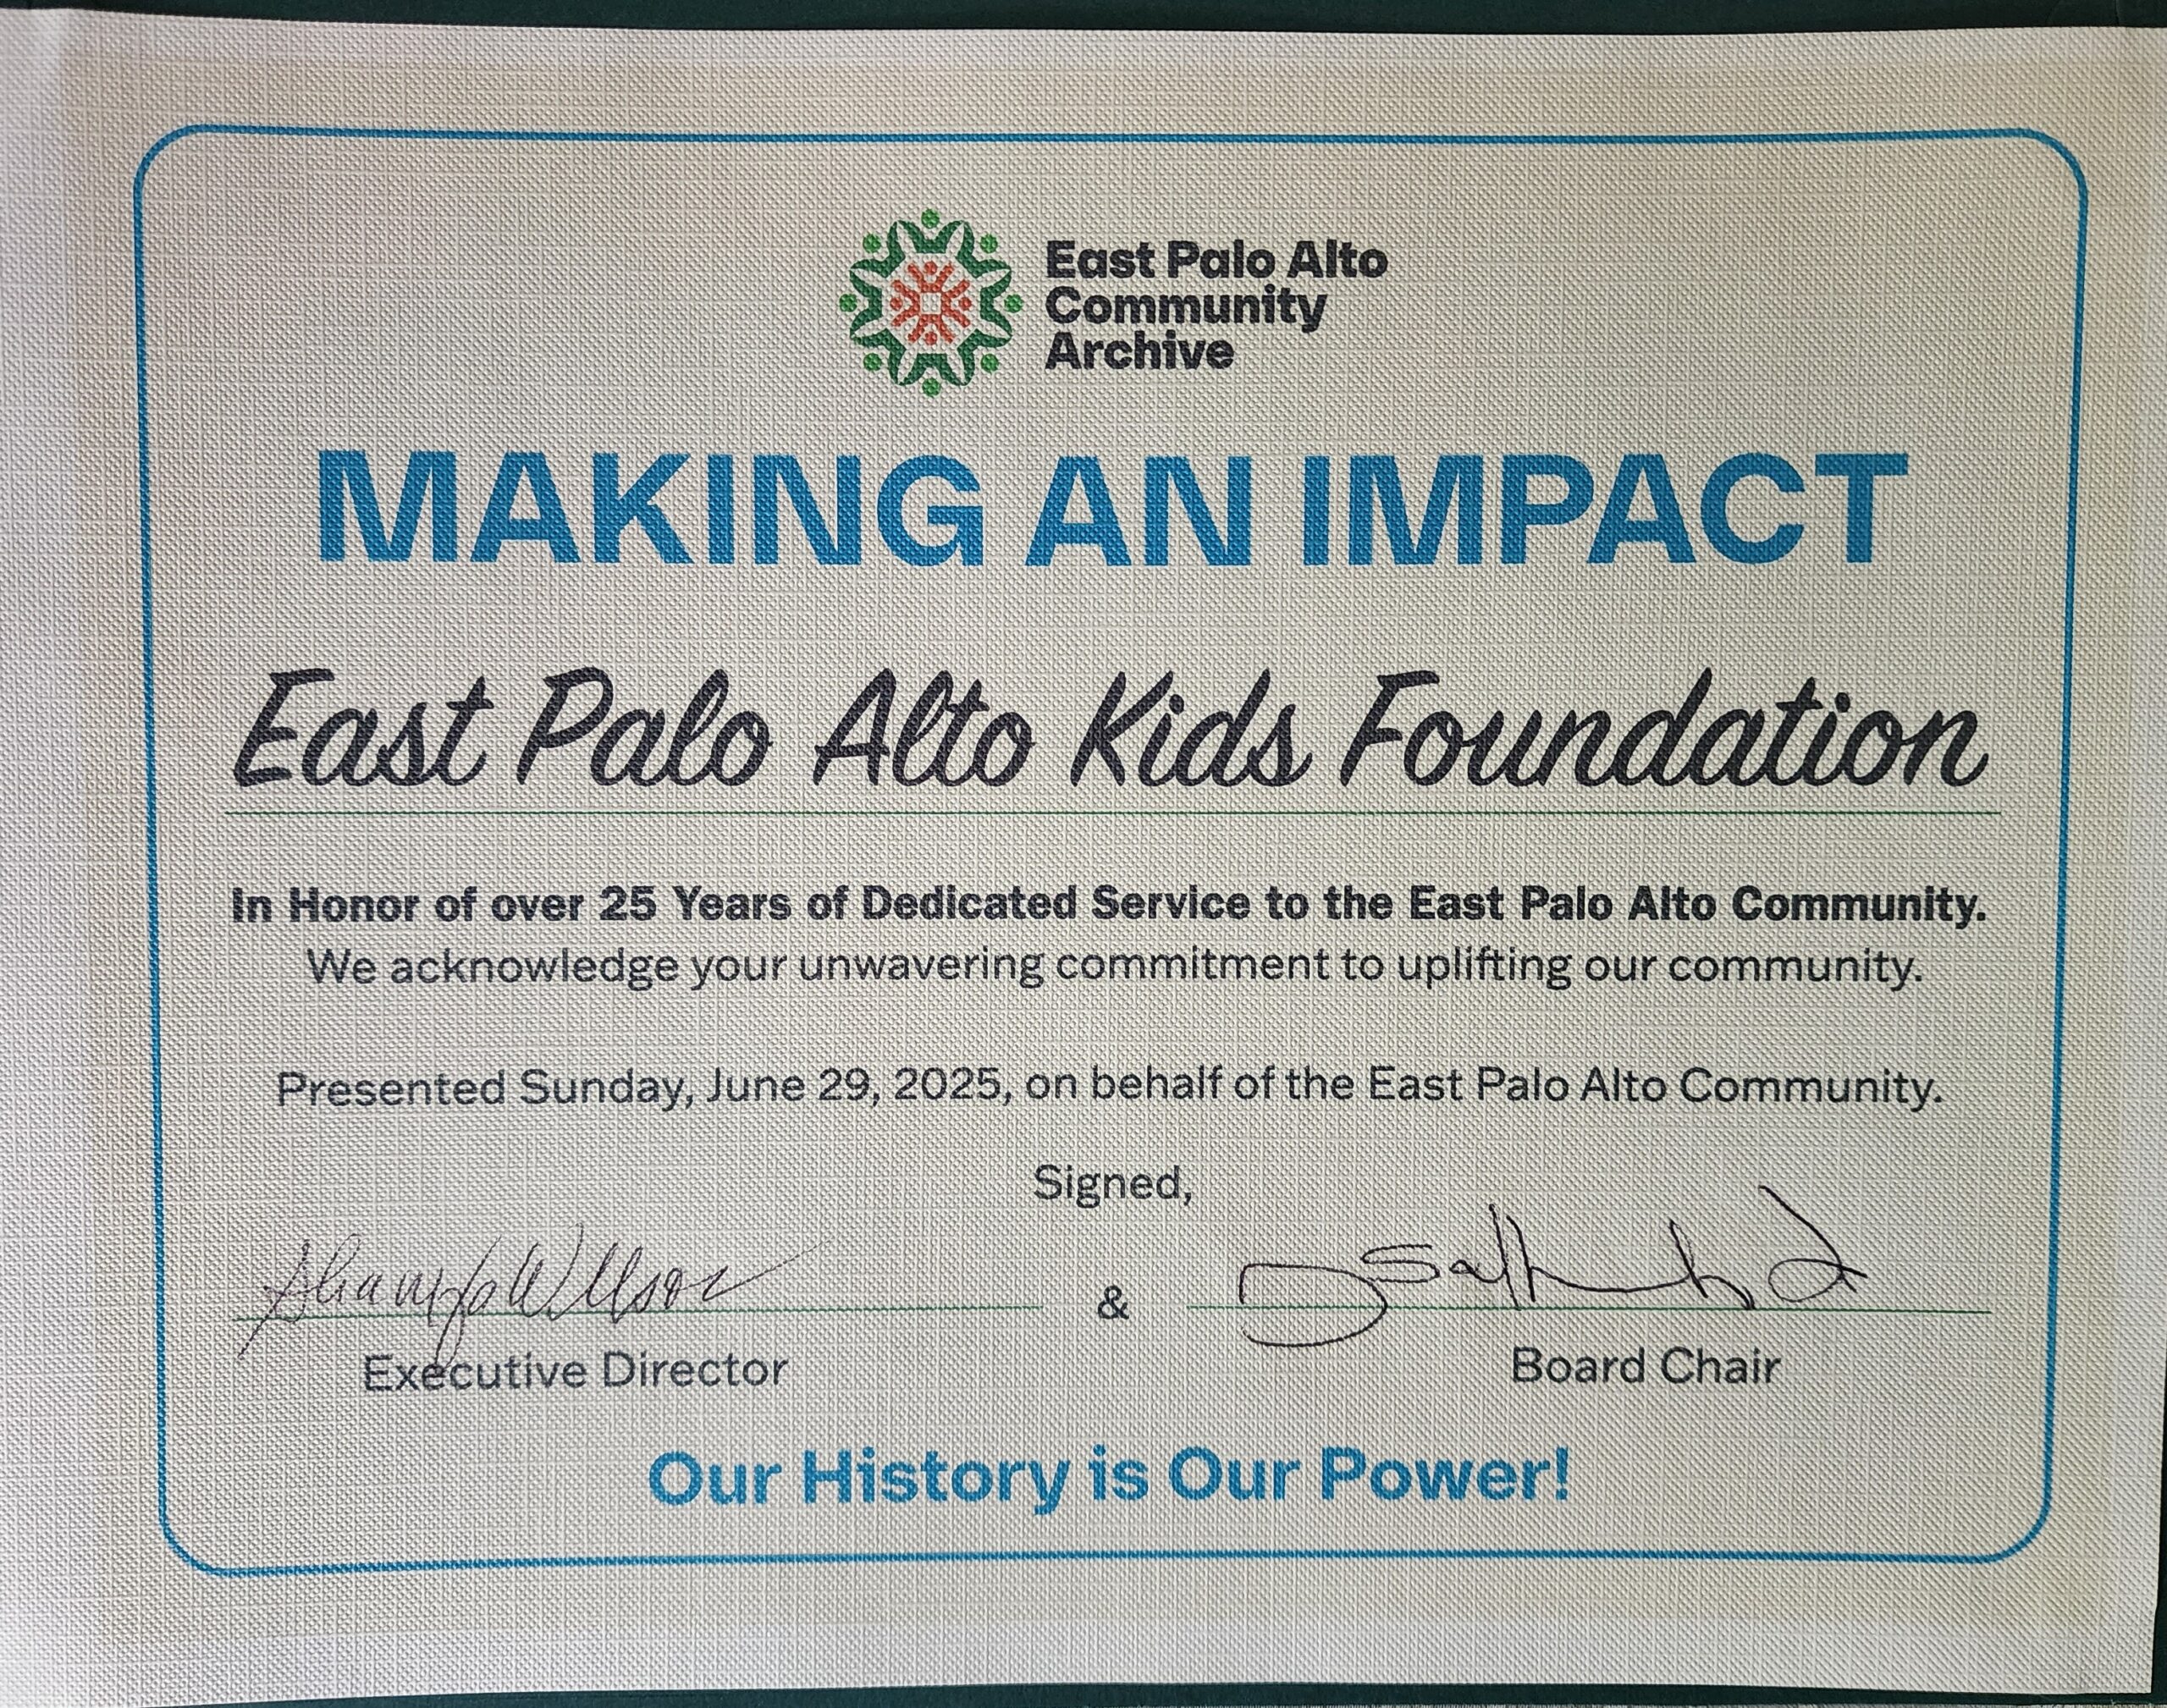 East Palo Alto
Community
Archive
MAKING AN IMPACT
East Palo Alto Kids Foundation
In Honor of over 25 Years of Dedicated Service to the East Palo Alto Community.
We acknowledge your unwavering commitment to uplifting our community.
Presented Sunday, June 29, 2025, on behalf of the East Palo Alto Community.
Signed,
&
Executive Director
Board Chair
Our History is Our Power!